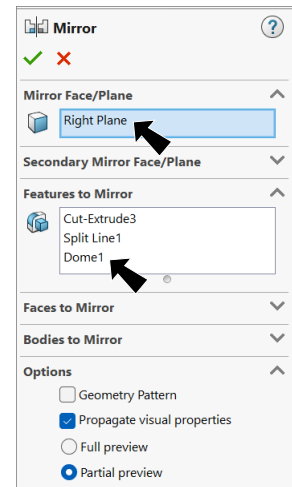 Mirror
?
Mirror Face/Plane
Right Plane
Secondary Mirror Face/Plane
Features to Mirror
Cut-Extrude3
Split Line1
Dome1
Faces to Mirror
Bodies to Mirror
Options
Geometry Pattern
Propagate visual properties
Full preview
Partial preview